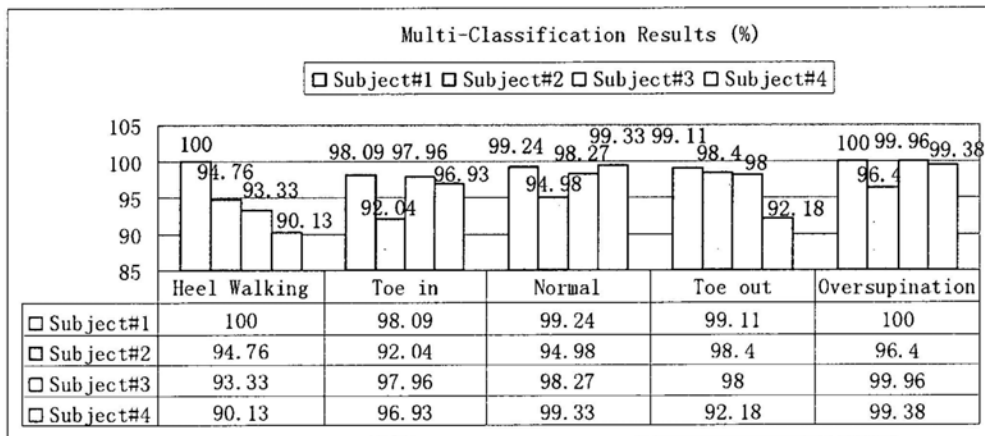 Multi-Classification Results (%)
□ Subject#1 □ Subject#2 □ Subject#3 □ Subject#4
105
100
95
90
85
100 94.76 93.33 90.13
98.09 92.04 97.96 96.93
99.24 94.98 98.27 99.33
99.11 98.4 98 92.18
100 96.4 99.96 99.38
Heel Walking Toe in Normal Toe out Oversupination
□ Subject#1 100 98.09 99.24 99.11 100
□ Subject#2 94.76 92.04 94.98 98.4 96.4
□ Subject#3 93.33 97.96 98.27 98 99.96
□ Subject#4 90.13 96.93 99.33 92.18 99.38